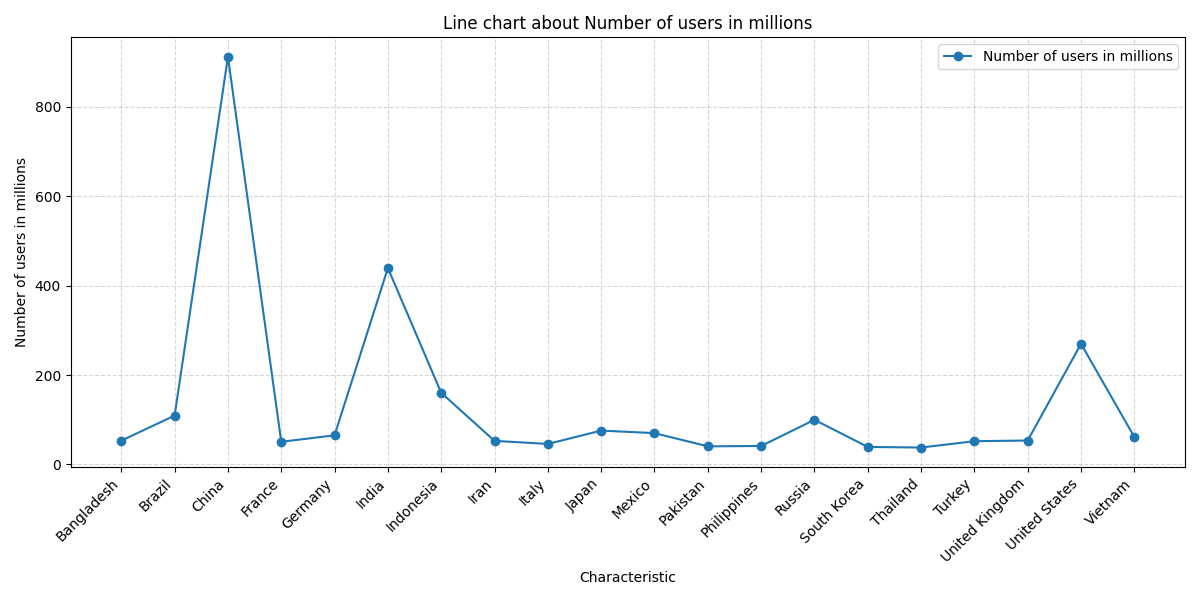 Line chart about Number of users in millions
Number of users in millions
Number of users in millions
800
600
400
200
0
Bangladesh
Brazil
China
France
Germany
India
Indonesia
Iran
Italy
Japan
Mexico
Pakistan
Philippines
Russia
South Korea
Thailand
Turkey
United Kingdom
United States
Vietnam
Characteristic